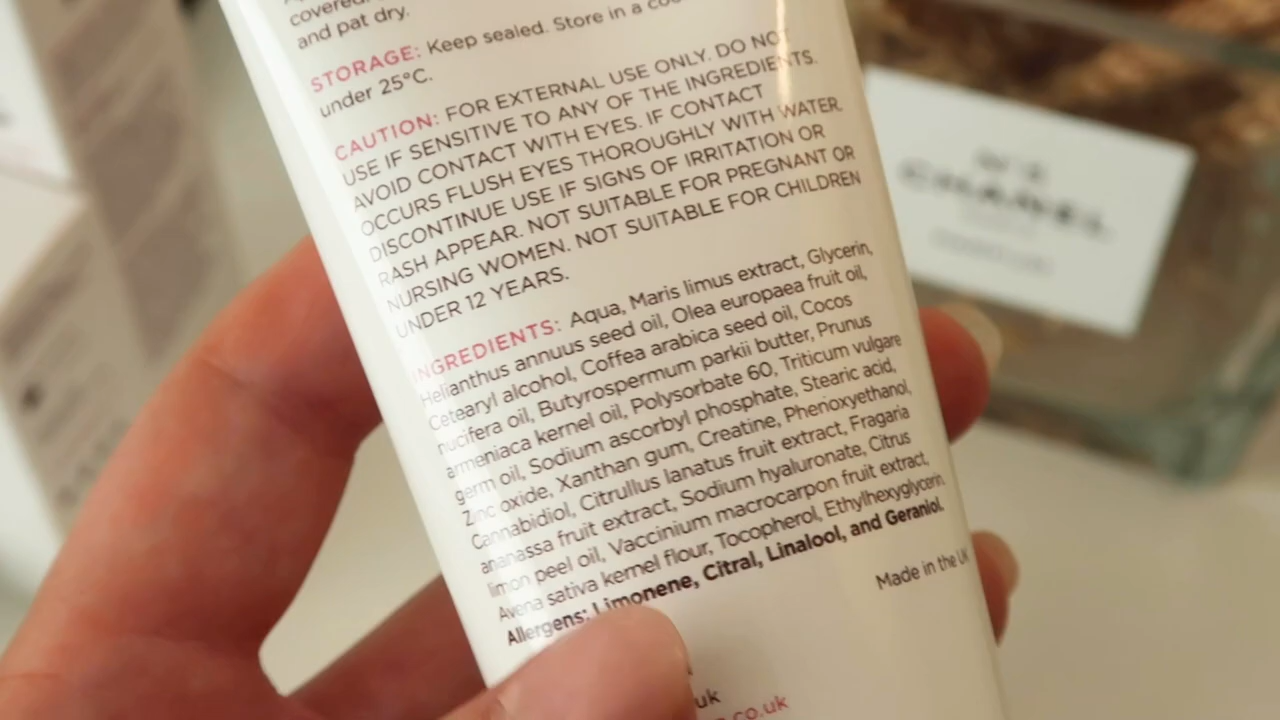 covered
and pat dry.
STORAGE: Keep sealed. Store in a
under 25°C.
CAUTION: FOR EXTERNAL USE ONLY. DO NOT
USE IF SENSITIVE TO ANY OF THE INGREDIENTS.
AVOID CONTACT WITH EYES. IF CONTACT
OCCURS FLUSH EYES THOROUGHLY WITH WATER.
DISCONTINUE USE IF SIGNS OF IRRITATION OR
RASH APPEAR. NOT SUITABLE FOR PREGNANT OR
NURSING WOMEN. NOT SUITABLE FOR CHILDREN
UNDER 12 YEARS.
INGREDIENTS: Aqua, Maris limus extract, Glycerin,
Helianthus annuus seed oil, Olea europaea fruit oil,
Cetearyl alcohol, Coffea arabica seed oil, Cocos
nucifera oil, Butyrospermum parkii butter, Prunus
armeniaca kernel oil, Polysorbate 60, Triticum vulgare
germ oil, Sodium ascorbyl phosphate, Stearic acid,
Zinc oxide, Xanthan gum, Creatine, Phenoxyethanol,
Cannabidiol, Citrullus lanatus fruit extract, Fragaria
ananassa fruit extract, Sodium hyaluronate, Citrus
limon peel oil, Vaccinium macrocarpon fruit extract,
Avena sativa kernel flour, Tocopherol, Ethylhexyglycerin.
Allergens: Limonene, Citral, Linalool, and Geraniol.
Made in the UK
uk
.co.uk
N°5
CHANEL